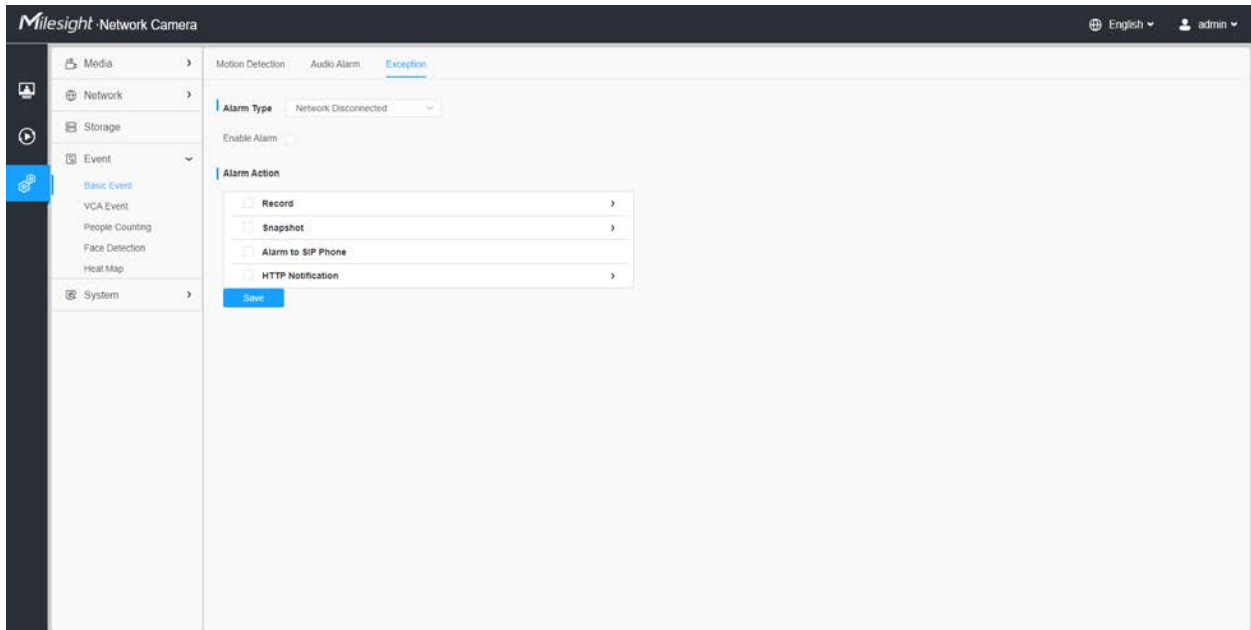 Milesight·Network Camera
English
admin
Media
Network
Storage
Event
Basic Event
VCA Event
People Counting
Face Detection
Heat Map
System
Motion Detection Audio Alarm Exception
Alarm Type Network Disconnected
Enable Alarm
Alarm Action
Record
Snapshot
Alarm to SIP Phone
HTTP Notification
Save